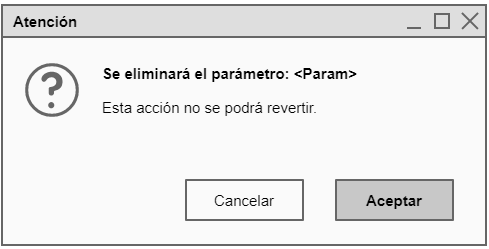 Atención
Se eliminará el parámetro: <Param>
Esta acción no se podrá revertir.
Cancelar
Aceptar